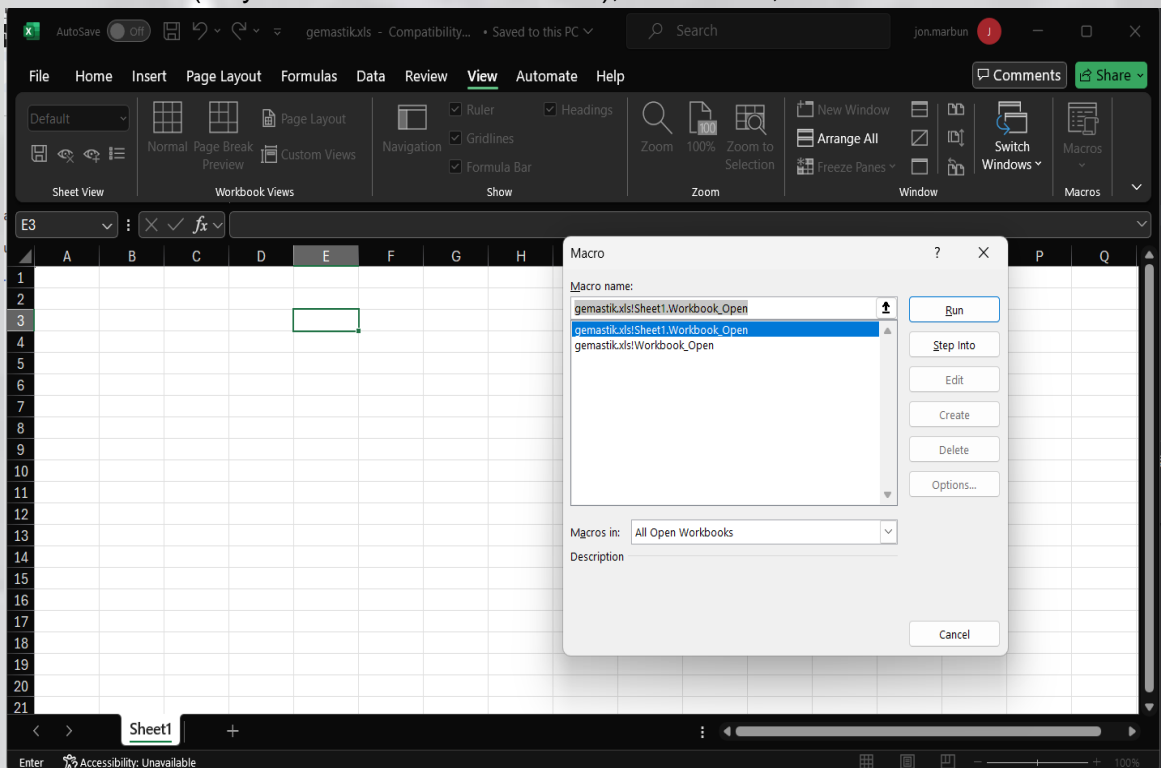 AutoSave Off gemastik.xls - Compatibility... • Saved to this PC Search jon.marbun J
File Home Insert Page Layout Formulas Data Review View Automate Help Comments Share
Default
Normal
Page Break Preview
Page Layout
Custom Views
Navigation
Ruler
Gridlines
Formula Bar
Headings
Zoom
100
100%
Zoom to Selection
New Window
Arrange All
Freeze Panes
Switch Windows
Macros
Sheet View Workbook Views Show Zoom Window Macros
E3 fx
A B C D E F G H P Q
1
2
3
4
5
6
7
8
9
10
11
12
13
14
15
16
17
18
19
20
21
Macro ?
Macro name:
gemastik.xls!Sheet1.Workbook_Open
gemastik.xls!Sheet1.Workbook_Open
gemastik.xls!Workbook_Open
Run
Step Into
Edit
Create
Delete
Options...
Macros in: All Open Workbooks
Description
Cancel
Sheet1
Enter Accessibility: Unavailable 100%